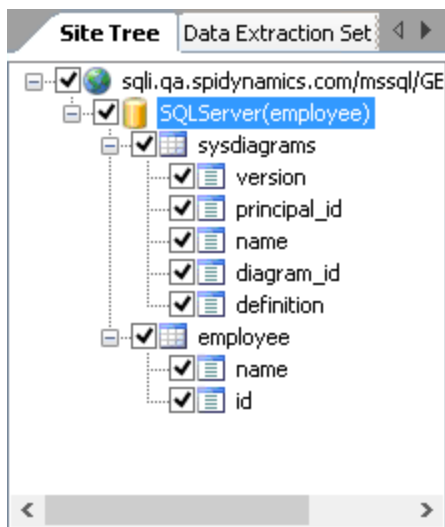 Site Tree Data Extraction Set
sqli.qa.spidynamics.com/mssql/GE
SQLServer(employee)
sysdiagrams
version
principal_id
name
diagram_id
definition
employee
name
id